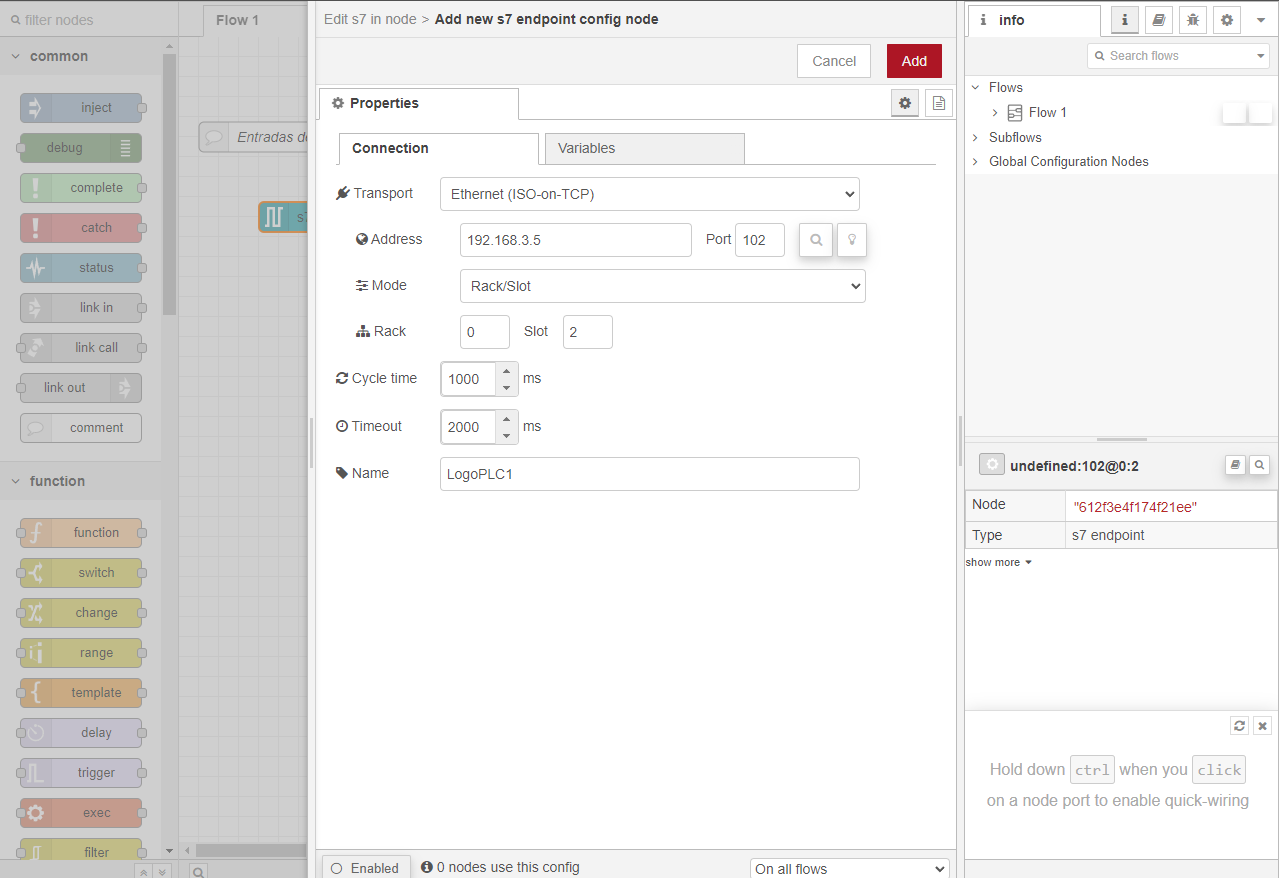 filter nodes
common
inject
debug
complete
catch
status
link in
link call
link out
comment
function
function
switch
change
range
template
delay
trigger
exec
filter
Flow 1
Entradas
Edit s7 in node > Add new s7 endpoint config node
Cancel
Add
Properties
Connection
Variables
Transport
Ethernet (ISO-on-TCP)
Address
192.168.3.5
Port
102
Mode
Rack/Slot
Rack
0
Slot
2
Cycle time
1000
ms
Timeout
2000
ms
Name
LogoPLC1
Enabled
0 nodes use this config
On all flows
info
Search flows
Flows
Flow 1
Subflows
Global Configuration Nodes
undefined:102@0:2
Node
"612f3e4f174f21ee"
Type
s7 endpoint
show more
Hold down ctrl when you click
on a node port to enable quick-wiring